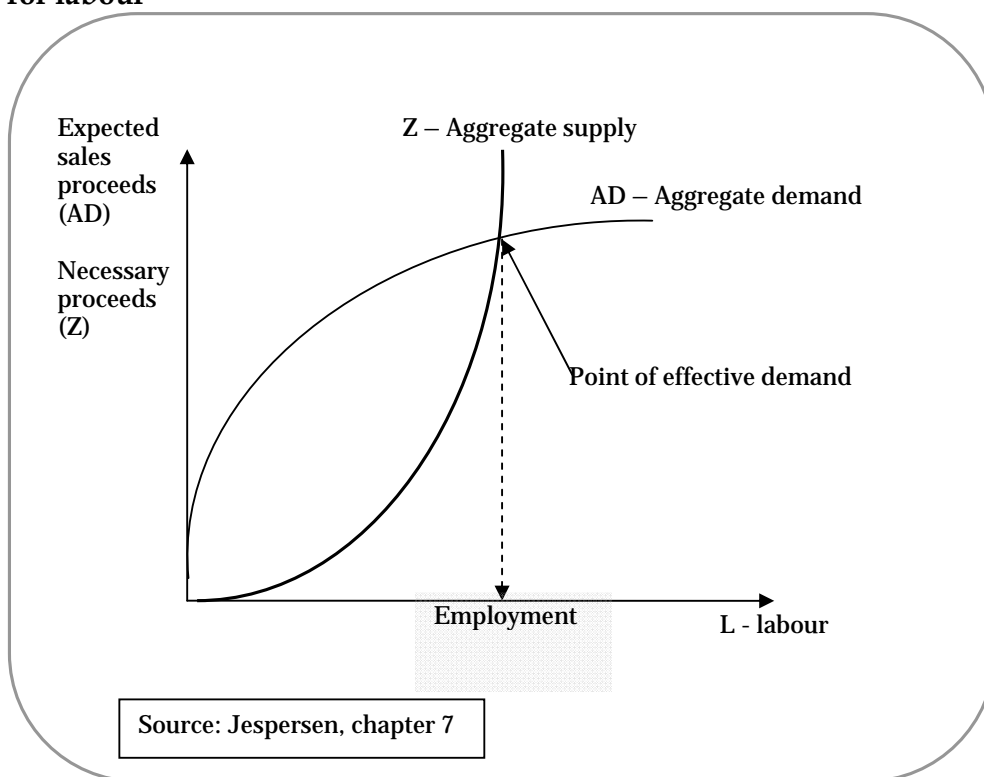 for labour
Expected
sales
proceeds
(AD)
Necessary
proceeds
(Z)
Z – Aggregate supply
AD – Aggregate demand
Point of effective demand
Employment
L - labour
Source: Jespersen, chapter 7